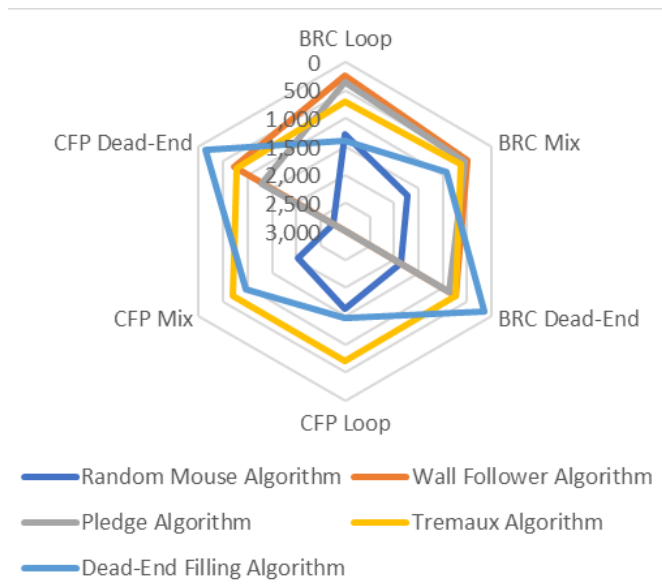 BRC Loop
0
500
1,000
1,500
2,000
2,500
3,000
CFP Dead-End
BRC Mix
CFP Mix
BRC Dead-End
CFP Loop
Random Mouse Algorithm
Wall Follower Algorithm
Pledge Algorithm
Tremaux Algorithm
Dead-End Filling Algorithm